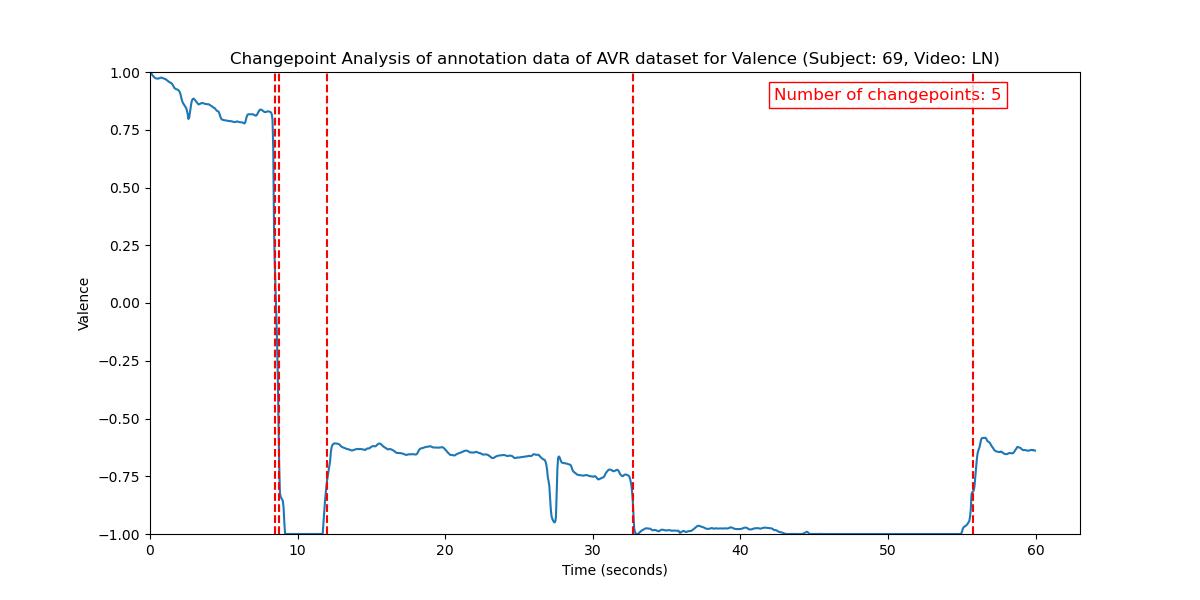 Changepoint Analysis of annotation data of AVR dataset for Valence (Subject: 69, Video: LN)
Number of changepoints: 5
Valence
1.00
0.75
0.50
0.25
0.00
−0.25
−0.50
−0.75
−1.00
0 10 20 30 40 50 60
Time (seconds)